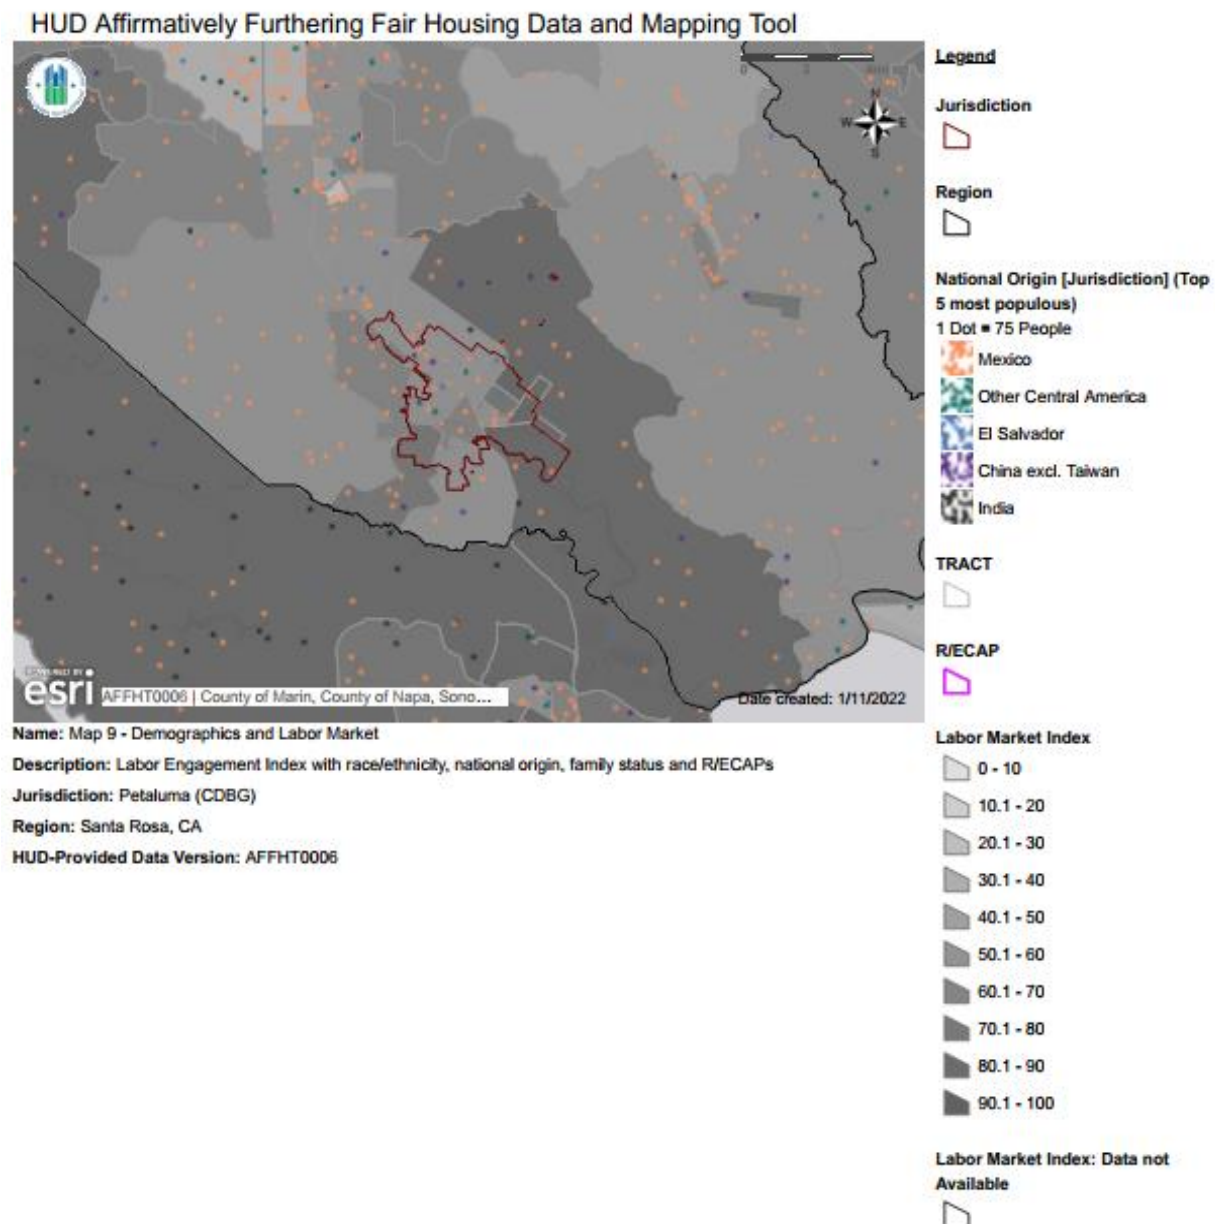 HUD Affirmatively Furthering Fair Housing Data and Mapping Tool
N
W E
S
POWERED BY
esri
AFFHT0006 | County of Marin, County of Napa, Sono...
Date created: 1/11/2022
Name: Map 9 - Demographics and Labor Market
Description: Labor Engagement Index with race/ethnicity, national origin, family status and R/ECAPs
Jurisdiction: Petaluma (CDBG)
Region: Santa Rosa, CA
HUD-Provided Data Version: AFFHT0006
Legend
Jurisdiction
Region
National Origin [Jurisdiction] (Top
5 most populous)
1 Dot = 75 People
Mexico
Other Central America
El Salvador
China excl. Taiwan
India
TRACT
R/ECAP
Labor Market Index
0 - 10
10.1 - 20
20.1 - 30
30.1 - 40
40.1 - 50
50.1 - 60
60.1 - 70
70.1 - 80
80.1 - 90
90.1 - 100
Labor Market Index: Data not
Available